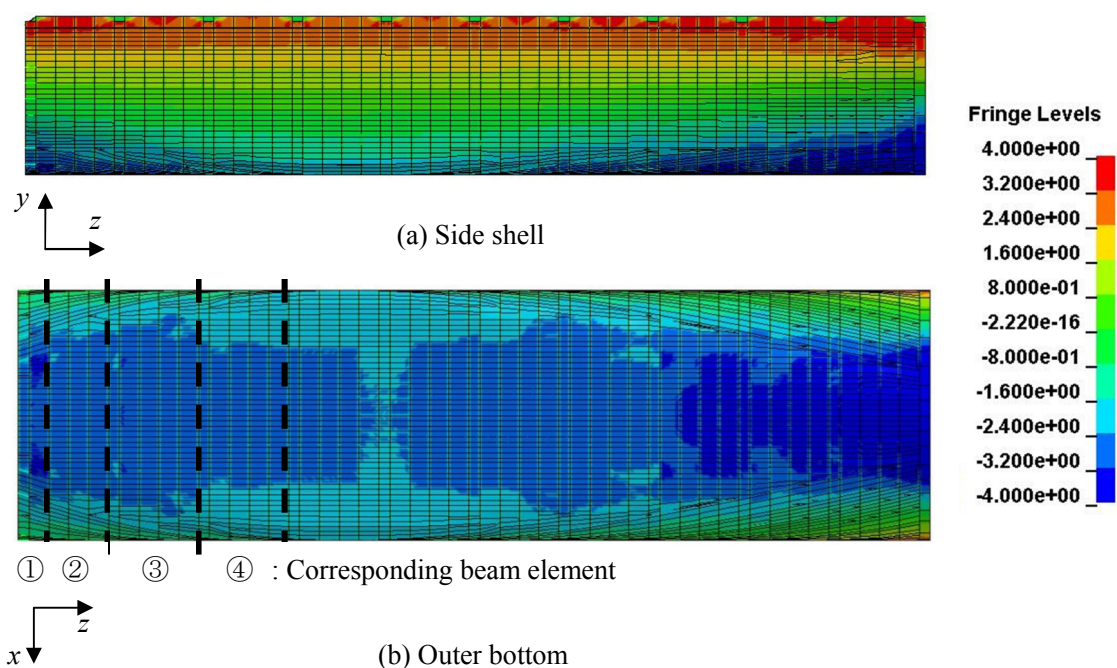 y
z
(a) Side shell
Fringe Levels
4.000e+00
3.200e+00
2.400e+00
1.600e+00
8.000e-01
-2.220e-16
-8.000e-01
-1.600e+00
-2.400e+00
-3.200e+00
-4.000e+00
① ② ③ ④ : Corresponding beam element
z
x
(b) Outer bottom